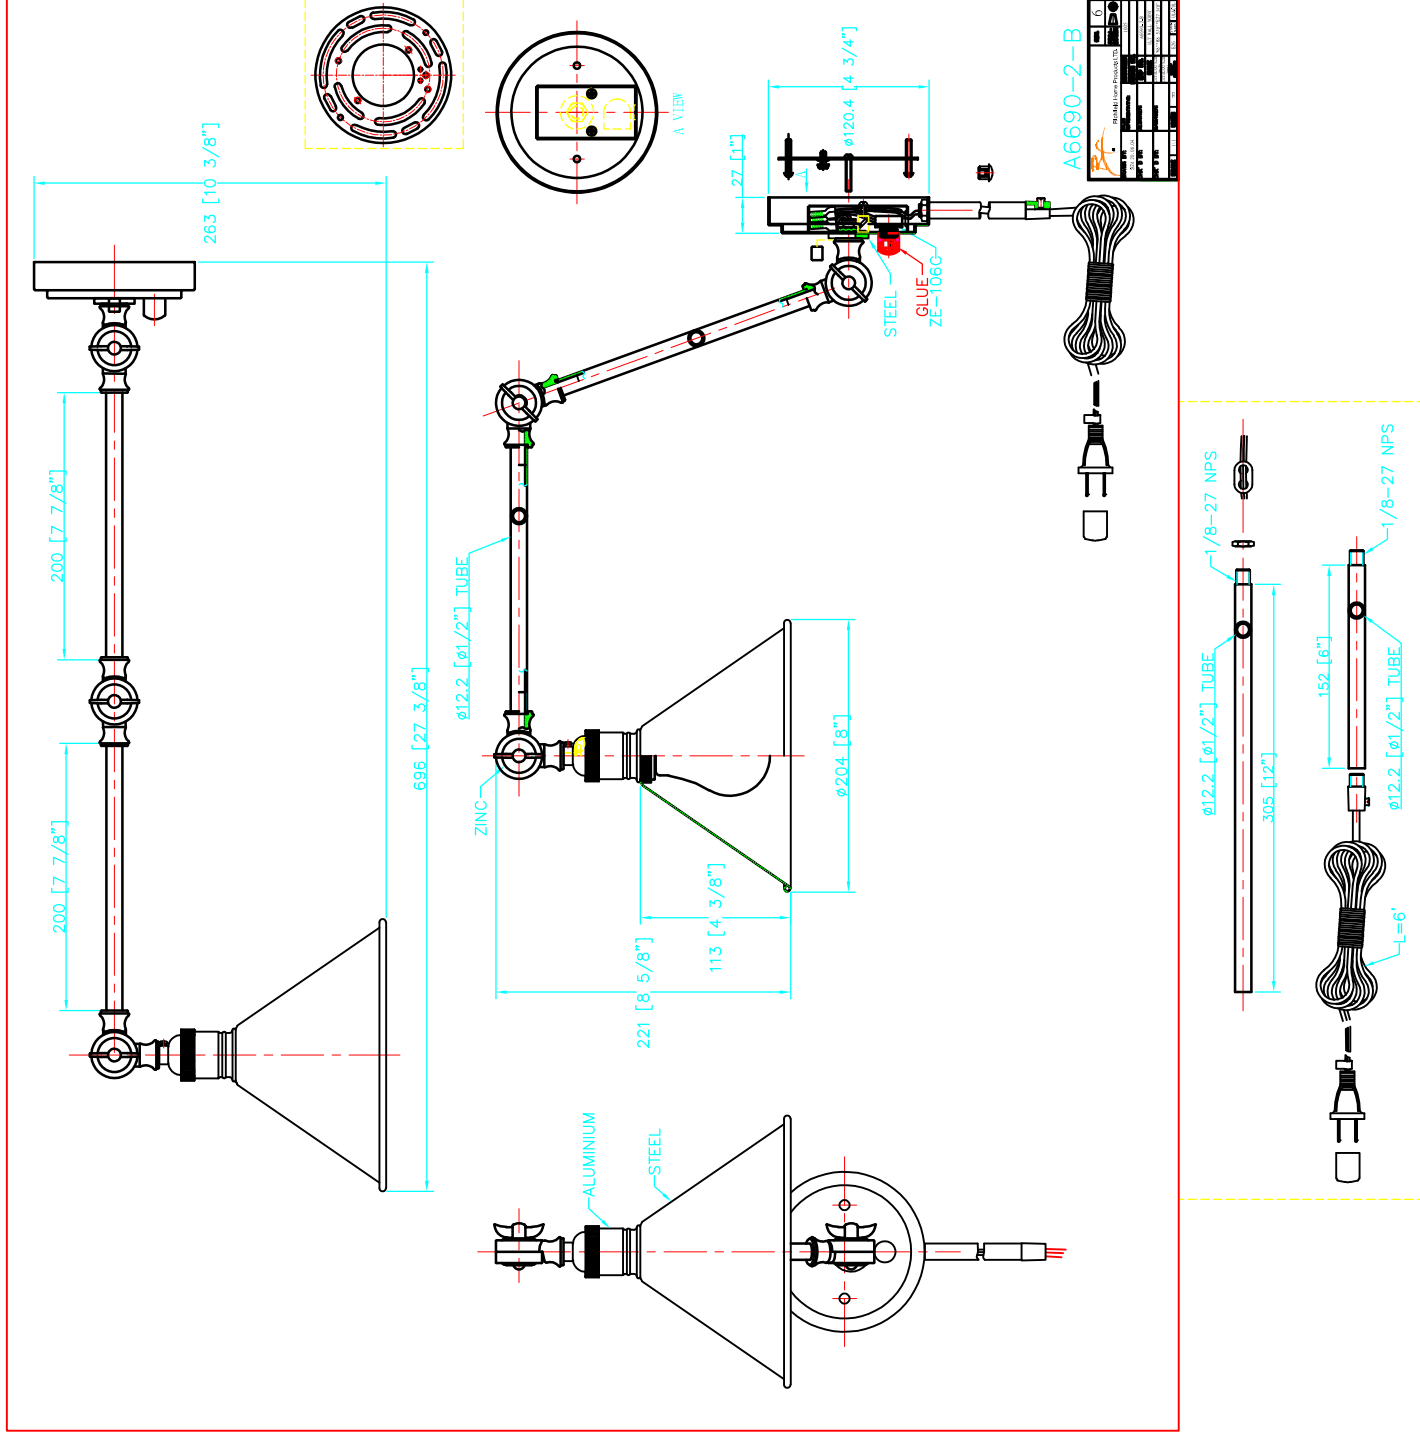 263 [10 3/8"]
A VIEW
ø120.4 [4 3/4"]
27 [1"]
A
A6690-2-B
6
200 [7 7/8"]
696 [27 3/8"]
200 [7 7/8"]
ø12.2 [ø1/2"] TUBE
ZINC
STEEL
GLUE
ZE-106C
ø204 [8"]
113 [4 3/8"]
221 [8 5/8"]
ALUMINIUM
STEEL
1/8-27 NPS
ø12.2 [ø1/2"] TUBE
305 [12"]
1/8-27 NPS
152 [6"]
ø12.2 [ø1/2"] TUBE
L=6'